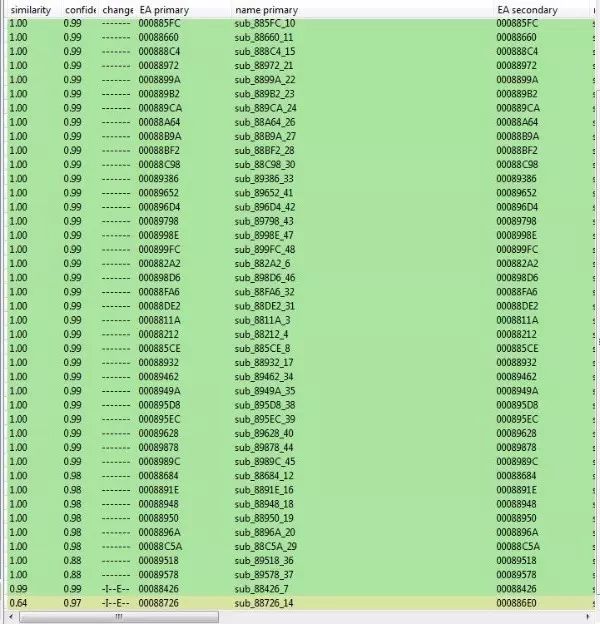 similarity confide change EA primary name primary EA secondary
1.00 0.99 ------- 000885FC sub_885FC_10 000885FC
1.00 0.99 ------- 00088660 sub_88660_11 00088660
1.00 0.99 ------- 000888C4 sub_888C4_15 000888C4
1.00 0.99 ------- 00088972 sub_88972_21 00088972
1.00 0.99 ------- 0008899A sub_8899A_22 0008899A
1.00 0.99 ------- 000889B2 sub_889B2_23 000889B2
1.00 0.99 ------- 000889CA sub_889CA_24 000889CA
1.00 0.99 ------- 00088A64 sub_88A64_26 00088A64
1.00 0.99 ------- 00088B9A sub_88B9A_27 00088B9A
1.00 0.99 ------- 00088BF2 sub_88BF2_28 00088BF2
1.00 0.99 ------- 00088C98 sub_88C98_30 00088C98
1.00 0.99 ------- 00089386 sub_89386_33 00089386
1.00 0.99 ------- 00089652 sub_89652_41 00089652
1.00 0.99 ------- 000896D4 sub_896D4_42 000896D4
1.00 0.99 ------- 00089798 sub_89798_43 00089798
1.00 0.99 ------- 0008998E sub_8998E_47 0008998E
1.00 0.99 ------- 000899FC sub_899FC_48 000899FC
1.00 0.99 ------- 000882A2 sub_882A2_6 000882A2
1.00 0.99 ------- 000898D6 sub_898D6_46 000898D6
1.00 0.99 ------- 00088FA6 sub_88FA6_32 00088FA6
1.00 0.99 ------- 00088DE2 sub_88DE2_31 00088DE2
1.00 0.99 ------- 0008811A sub_8811A_3 0008811A
1.00 0.99 ------- 00088212 sub_88212_4 00088212
1.00 0.99 ------- 000885CE sub_885CE_8 000885CE
1.00 0.99 ------- 00088932 sub_88932_17 00088932
1.00 0.99 ------- 00089462 sub_89462_34 00089462
1.00 0.99 ------- 0008949A sub_8949A_35 0008949A
1.00 0.99 ------- 000895D8 sub_895D8_38 000895D8
1.00 0.99 ------- 000895EC sub_895EC_39 000895EC
1.00 0.99 ------- 00089628 sub_89628_40 00089628
1.00 0.99 ------- 00089878 sub_89878_44 00089878
1.00 0.99 ------- 0008989C sub_8989C_45 0008989C
1.00 0.98 ------- 00088684 sub_88684_12 00088684
1.00 0.98 ------- 0008891E sub_8891E_16 0008891E
1.00 0.98 ------- 00088948 sub_88948_18 00088948
1.00 0.98 ------- 00088950 sub_88950_19 00088950
1.00 0.98 ------- 0008896A sub_8896A_20 0008896A
1.00 0.98 ------- 00088C5A sub_88C5A_29 00088C5A
1.00 0.88 ------- 00089518 sub_89518_36 00089518
1.00 0.88 ------- 00089578 sub_89578_37 00089578
0.99 0.99 -I--E-- 00088426 sub_88426_7 00088426
0.64 0.97 -I--E-- 00088726 sub_88726_14 000886E0